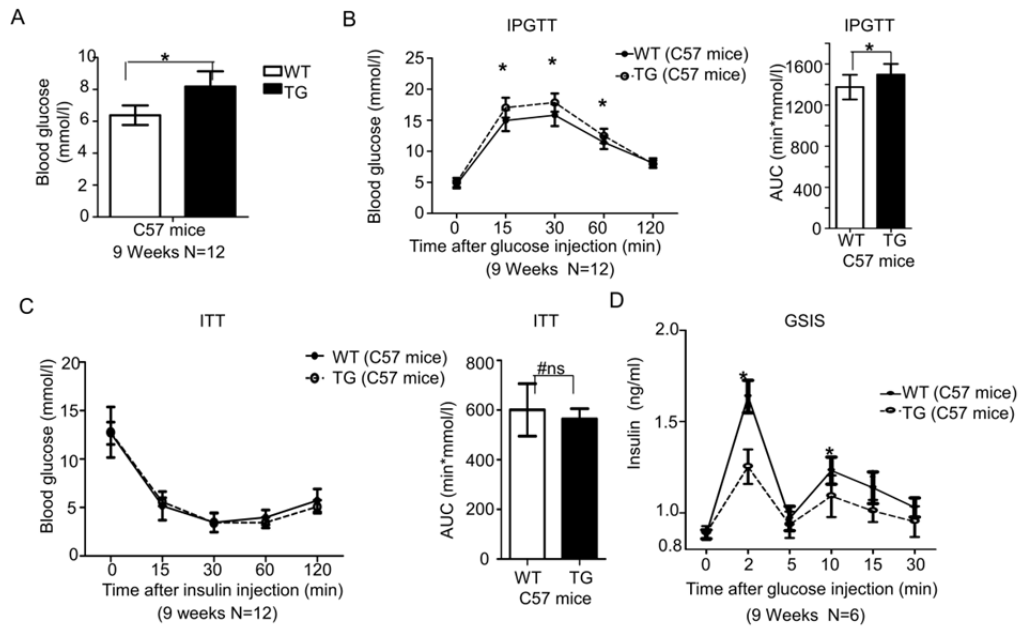 A
Blood glucose
(mmol/l)
10
8
6
4
2
0
*
WT
TG
C57 mice
9 Weeks N=12
B
IPGTT
Blood glucose (mmol/l)
25
20
15
10
5
0
* * *
WT (C57 mice)
TG (C57 mice)
0 15 30 60 120
Time after glucose injection (min)
(9 Weeks N=12)
IPGTT
AUC (min*mmol/l)
1600
1200
800
400
0
*
WT TG
C57 mice
C
ITT
Blood glucose (mmol/l)
20
15
10
5
0
WT (C57 mice)
TG (C57 mice)
0 15 30 60 120
Time after insulin injection (min)
(9 weeks N=12)
ITT
AUC (min*mmol/l)
800
600
400
200
0
#ns
WT TG
C57 mice
D
GSIS
Insulin (ng/ml)
2.0
1.5
1.0
0.8
* *
WT (C57 mice)
TG (C57 mice)
0 2 5 10 15 30
Time after glucose injection (min)
(9 Weeks N=6)